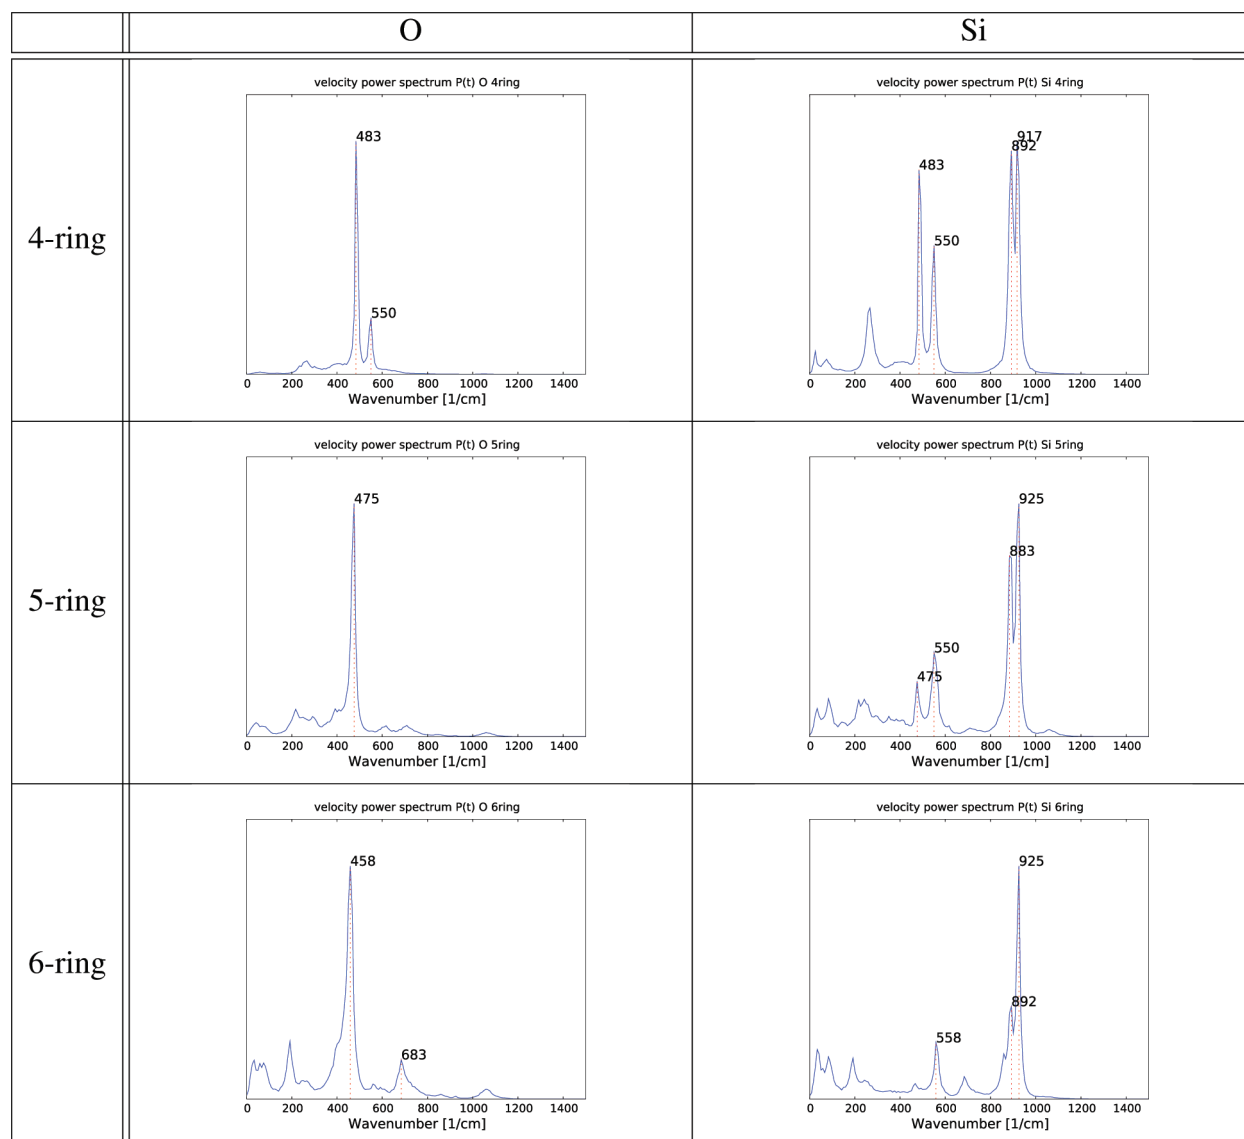 O Si
4-ring
velocity power spectrum P(t) O 4ring
483
550
0 200 400 600 800 1000 1200 1400
Wavenumber [1/cm]
velocity power spectrum P(t) Si 4ring
917
892
483
550
0 200 400 600 800 1000 1200 1400
Wavenumber [1/cm]
5-ring
velocity power spectrum P(t) O 5ring
475
0 200 400 600 800 1000 1200 1400
Wavenumber [1/cm]
velocity power spectrum P(t) Si 5ring
925
883
550
475
0 200 400 600 800 1000 1200 1400
Wavenumber [1/cm]
6-ring
velocity power spectrum P(t) O 6ring
458
683
0 200 400 600 800 1000 1200 1400
Wavenumber [1/cm]
velocity power spectrum P(t) Si 6ring
925
892
558
0 200 400 600 800 1000 1200 1400
Wavenumber [1/cm]